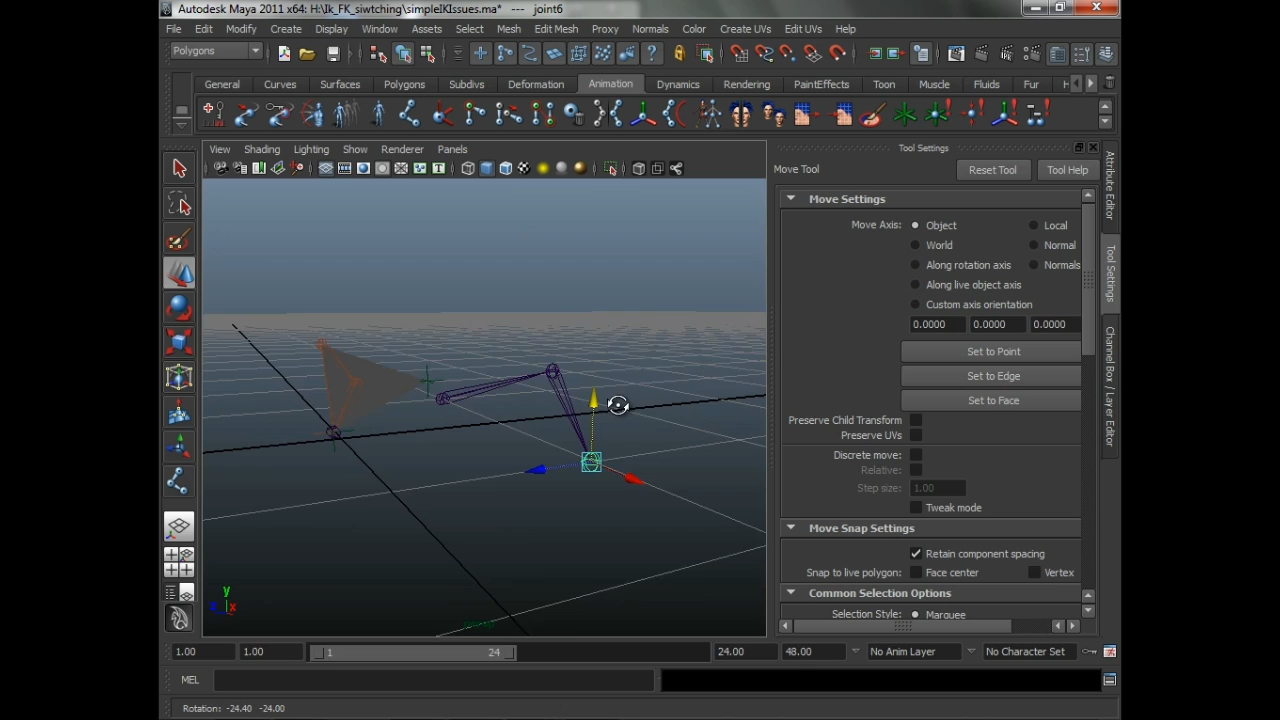 Autodesk Maya 2011 x64: H:\Ik_FK_siwtching\simpleIKIssues.ma* --- joint6
File Edit Modify Create Display Window Assets Select Mesh Edit Mesh Proxy Normals Color Create UVs Edit UVs Help
Polygons
General Curves Surfaces Polygons Subdivs Deformation Animation Dynamics Rendering PaintEffects Toon Muscle Fluids Fur
View Shading Lighting Show Renderer Panels
Tool Settings
Move Tool
Reset Tool
Tool Help
Move Settings
Move Axis: Object Local
World Normal
Along rotation axis Normals
Along live object axis
Custom axis orientation
0.0000 0.0000 0.0000
Set to Point
Set to Edge
Set to Face
Preserve Child Transform
Preserve UVs
Discrete move:
Relative:
Step size: 1.00
Tweak mode
Move Snap Settings
Retain component spacing
Snap to live polygon: Face center Vertex
Common Selection Options
Selection Style: Marquee
Attribute Editor
Tool Settings
Channel Box / Layer Editor
y
x
1.00 1.00 1 24 24.00 48.00 No Anim Layer No Character Set
MEL
Rotation: -24.40 -24.00